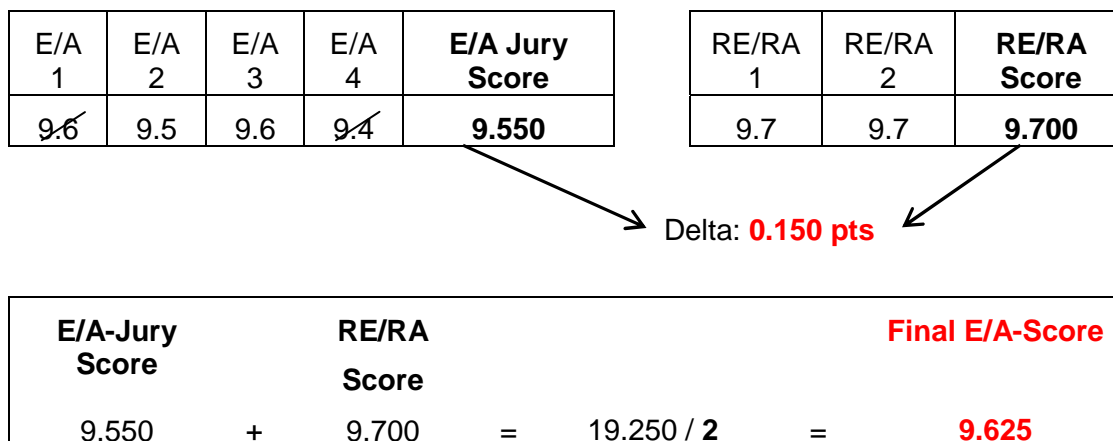 E/A E/A E/A E/A E/A Jury RE/RA RE/RA RE/RA
1 2 3 4 Score 1 2 Score
9.6 9.5 9.6 9.4 9.550 9.7 9.7 9.700
Delta: 0.150 pts
E/A-Jury RE/RA Final E/A-Score
Score Score
9.550 + 9.700 = 19.250 / 2 = 9.625